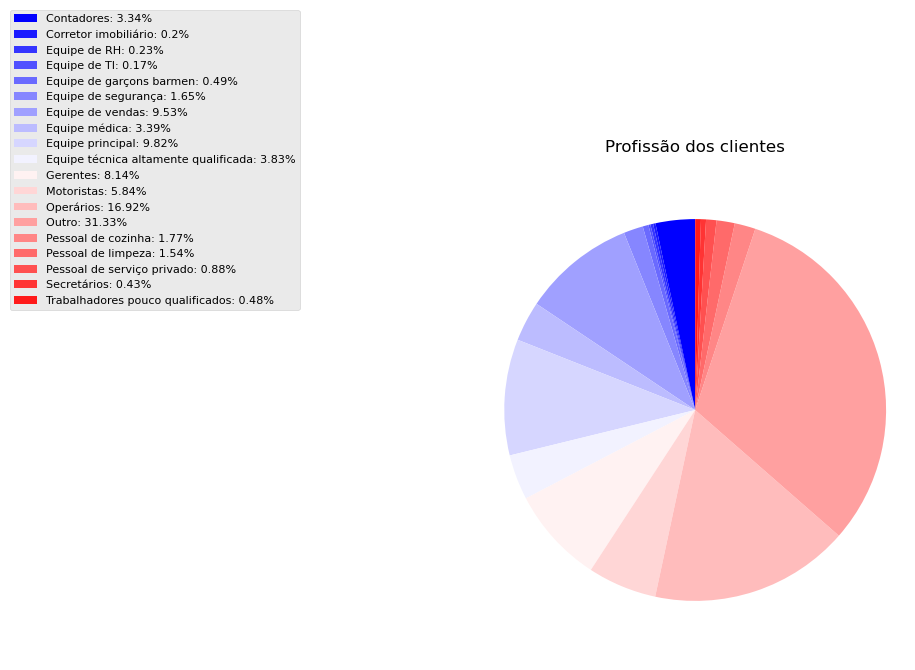 Contadores: 3.34%
Corretor imobiliário: 0.2%
Equipe de RH: 0.23%
Equipe de TI: 0.17%
Equipe de garçons barmen: 0.49%
Equipe de segurança: 1.65%
Equipe de vendas: 9.53%
Equipe médica: 3.39%
Equipe principal: 9.82%
Equipe técnica altamente qualificada: 3.83%
Gerentes: 8.14%
Motoristas: 5.84%
Operários: 16.92%
Outro: 31.33%
Pessoal de cozinha: 1.77%
Pessoal de limpeza: 1.54%
Pessoal de serviço privado: 0.88%
Secretários: 0.43%
Trabalhadores pouco qualificados: 0.48%
Profissão dos clientes